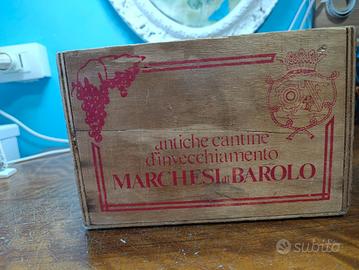 antiche cantine
d'invecchiamento
MARCHESI di BAROLO
subito